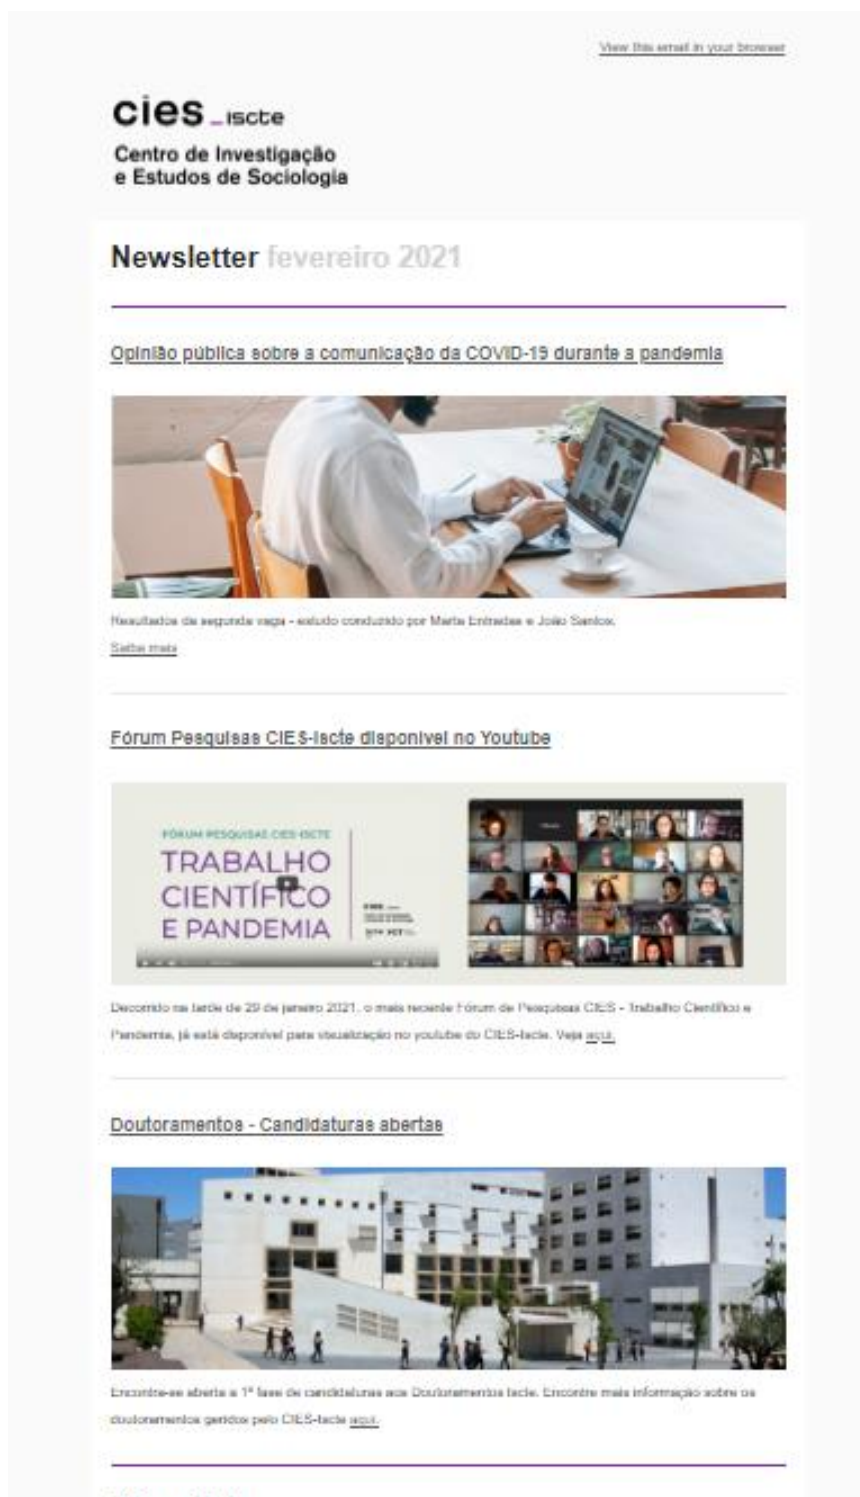 View this email in your browser
cies_iscte
Centro de Investigação
e Estudos de Sociologia
Newsletter fevereiro 2021
Opinião pública sobre a comunicação da COVID-19 durante a pandemia
Resultados da segunda vaga - estudo conduzido por Marta Entradas e João Santos.
Saiba mais
Fórum Pesquisas CIES-Iscte disponível no Youtube
FÓRUM PESQUISAS CIES-ISCTE
TRABALHO
CIENTÍFICO
E PANDEMIA
Decorrido na tarde de 29 de janeiro 2021, o mais recente Fórum de Pesquisas CIES - Trabalho Científico e
Pandemia, já está disponível para visualização no youtube do CIES-Iscte. Veja aqui.
Doutoramentos - Candidaturas abertas
Encontra-se aberta a 1ª fase de candidaturas aos Doutoramentos Iscte. Encontre mais informação sobre os
doutoramentos geridos pelo CIES-Iscte aqui.